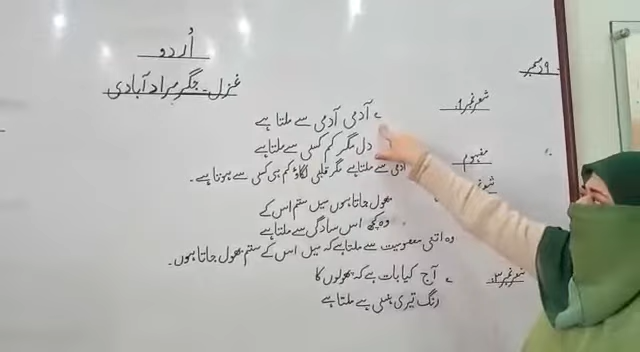 اُردو
۹ دسمبر
غزل - جگر مراد آبادی
شعر نمبر ۱:
آدمی آدمی سے ملتا ہے
دل مگر کم کسی سے ملتا ہے
مفہوم
آدمی سے ملتا ہے مگر قلبی لگاؤ کم ہی کسی سے ہوتا ہے۔
شعر
بھول جاتا ہوں میں ستم اس کے
وہ کچھ اس سادگی سے ملتا ہے
وہ اتنی معصومیت سے ملتا ہے کہ میں اس کے ستم بھول جاتا ہوں۔
شعر نمبر ۳:
آج کیا بات ہے کہ پھولوں کا
رنگ تیری ہنسی سے ملتا ہے